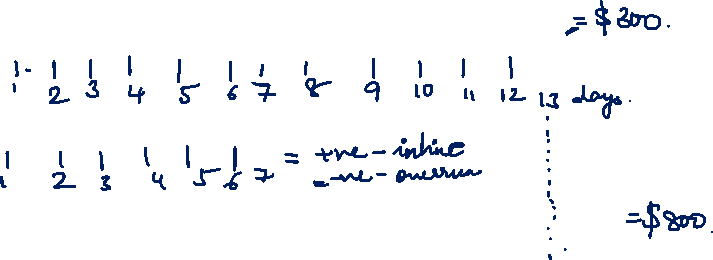 = $300.
1 2 3 4 5 6 7 8 9 10 11 12 13 days.
1 2 3 4 5 6 7 = +ve - inline
-ve - overrun
= $800